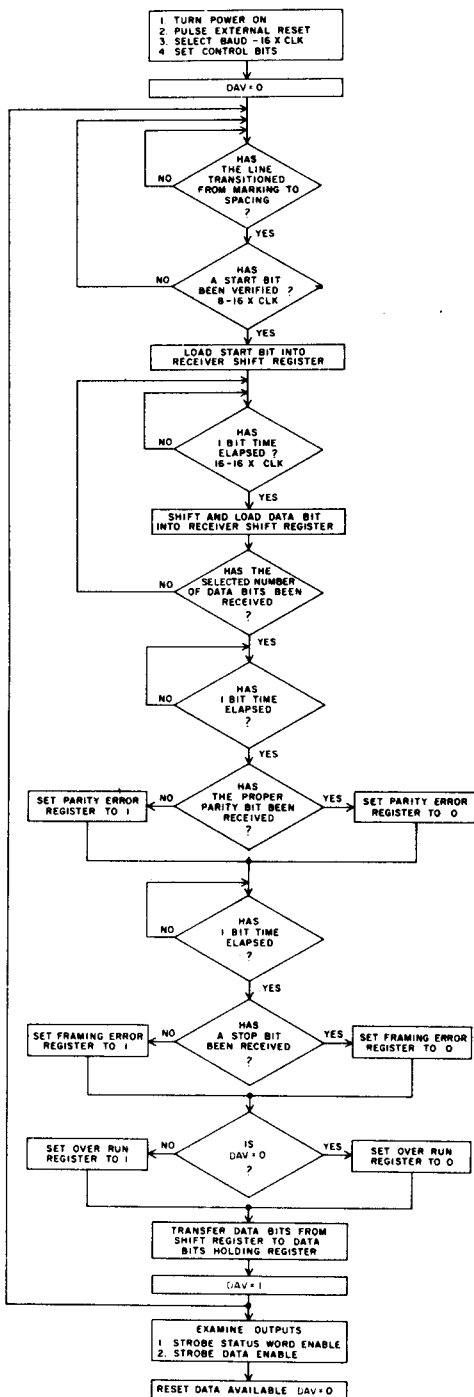 1. TURN POWER ON
2. PULSE EXTERNAL RESET
3. SELECT BAUD -16 X CLK
4 SET CONTROL BITS
DAV = 0
HAS
THE LINE
TRANSITIONED
FROM MARKING TO
SPACING
?
NO
YES
HAS
A START BIT
BEEN VERIFIED ?
8-16 X CLK
NO
YES
LOAD START BIT INTO
RECEIVER SHIFT REGISTER
HAS
1 BIT TIME
ELAPSED ?
16-16 X CLK
NO
YES
SHIFT AND LOAD DATA BIT
INTO RECEIVER SHIFT REGISTER
HAS THE
SELECTED NUMBER
OF DATA BITS BEEN
RECEIVED
?
NO
YES
HAS
1 BIT TIME
ELAPSED
?
NO
YES
HAS
THE PROPER
PARITY BIT BEEN
RECEIVED
?
NO
YES
SET PARITY ERROR
REGISTER TO 1
SET PARITY ERROR
REGISTER TO 0
HAS
1 BIT TIME
ELAPSED
?
NO
YES
HAS
A STOP BIT
BEEN RECEIVED
?
NO
YES
SET FRAMING ERROR
REGISTER TO 1
SET FRAMING ERROR
REGISTER TO 0
IS
DAV = 0
?
NO
YES
SET OVER RUN
REGISTER TO 1
SET OVER RUN
REGISTER TO 0
TRANSFER DATA BITS FROM
SHIFT REGISTER TO DATA
BITS HOLDING REGISTER
DAV = 1
EXAMINE OUTPUTS
1. STROBE STATUS WORD ENABLE
2. STROBE DATA ENABLE
RESET DATA AVAILABLE DAV = 0